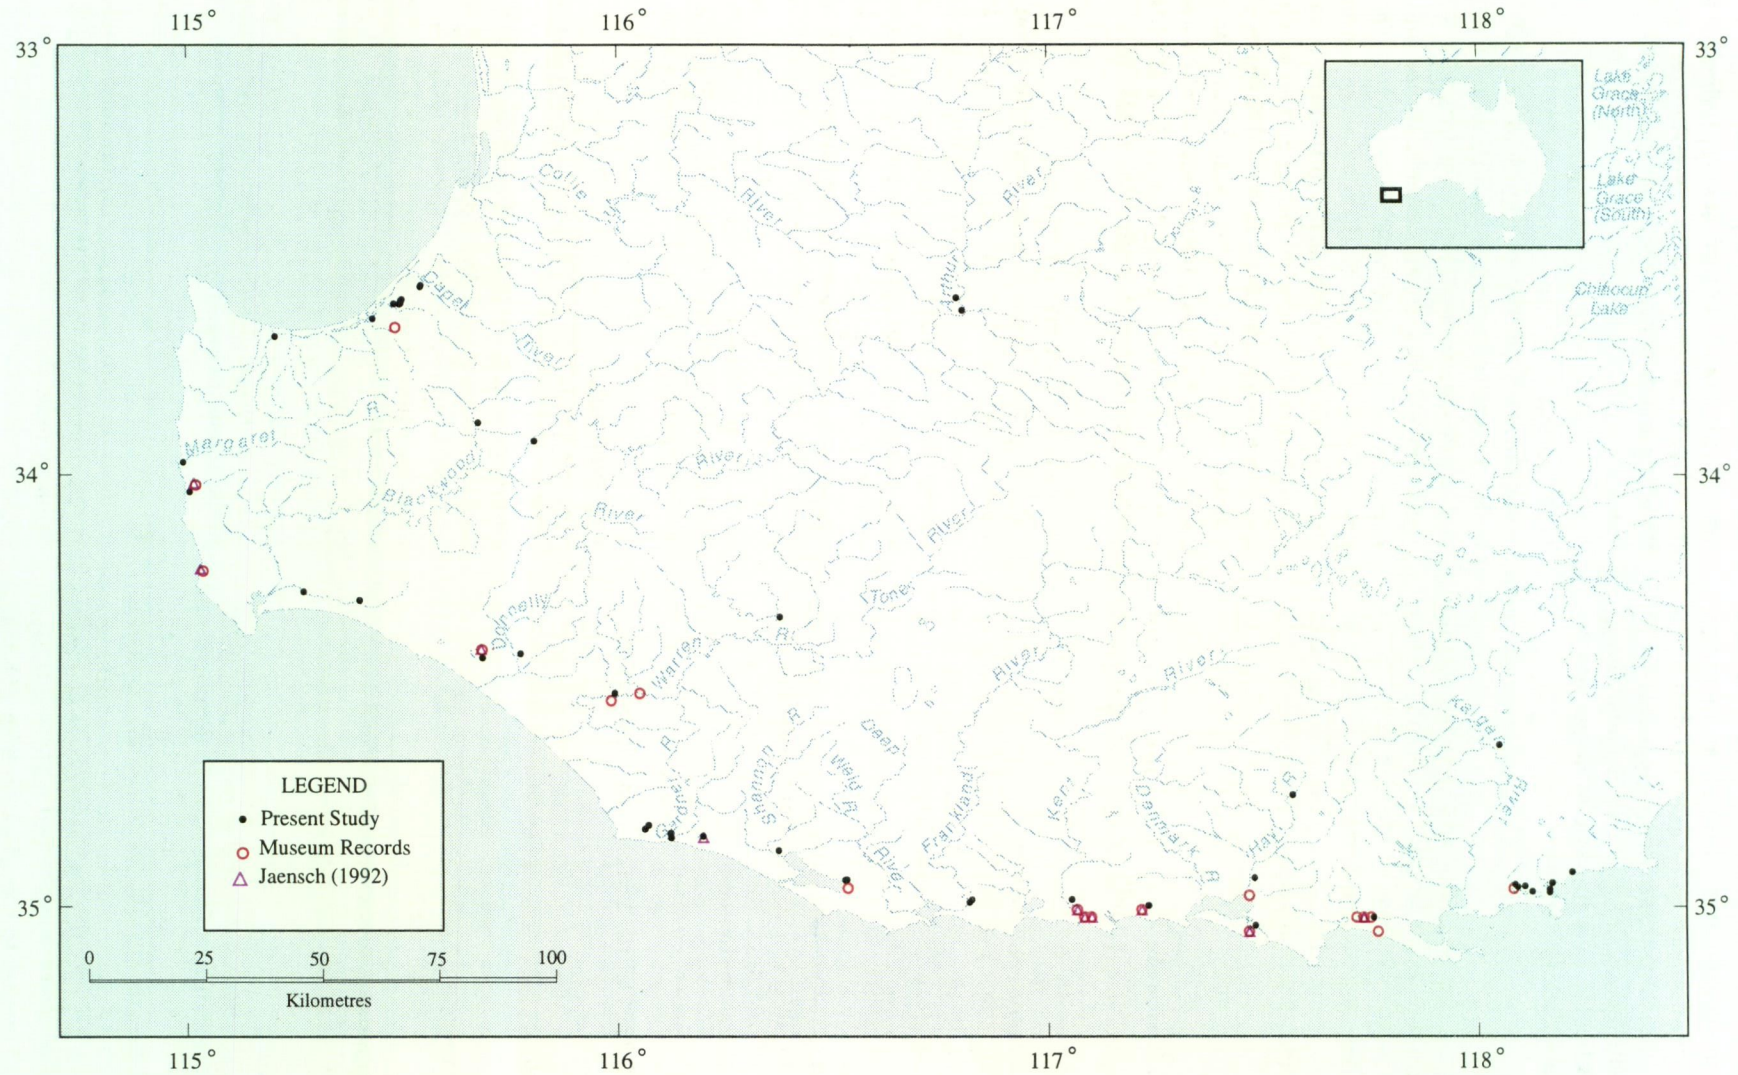 115° 116° 117° 118°
33° 33°
Lake
Grace
(North)
Lake
Grace
(South)
Collie
River
River
Arthur
Capel
River
Chinocup
Lake
Margaret R
34° 34°
Blackwood
River
River
River
Donnelly
Tone
R
Warren
River
River
Kalgan
River
Gardner R
Shannon R
Weld R
Deep
River
Frankland
Kent
Denmark R
Hay R
LEGEND
Present Study
Museum Records
Jaensch (1992)
35° 35°
0 25 50 75 100
Kilometres
115° 116° 117° 118°